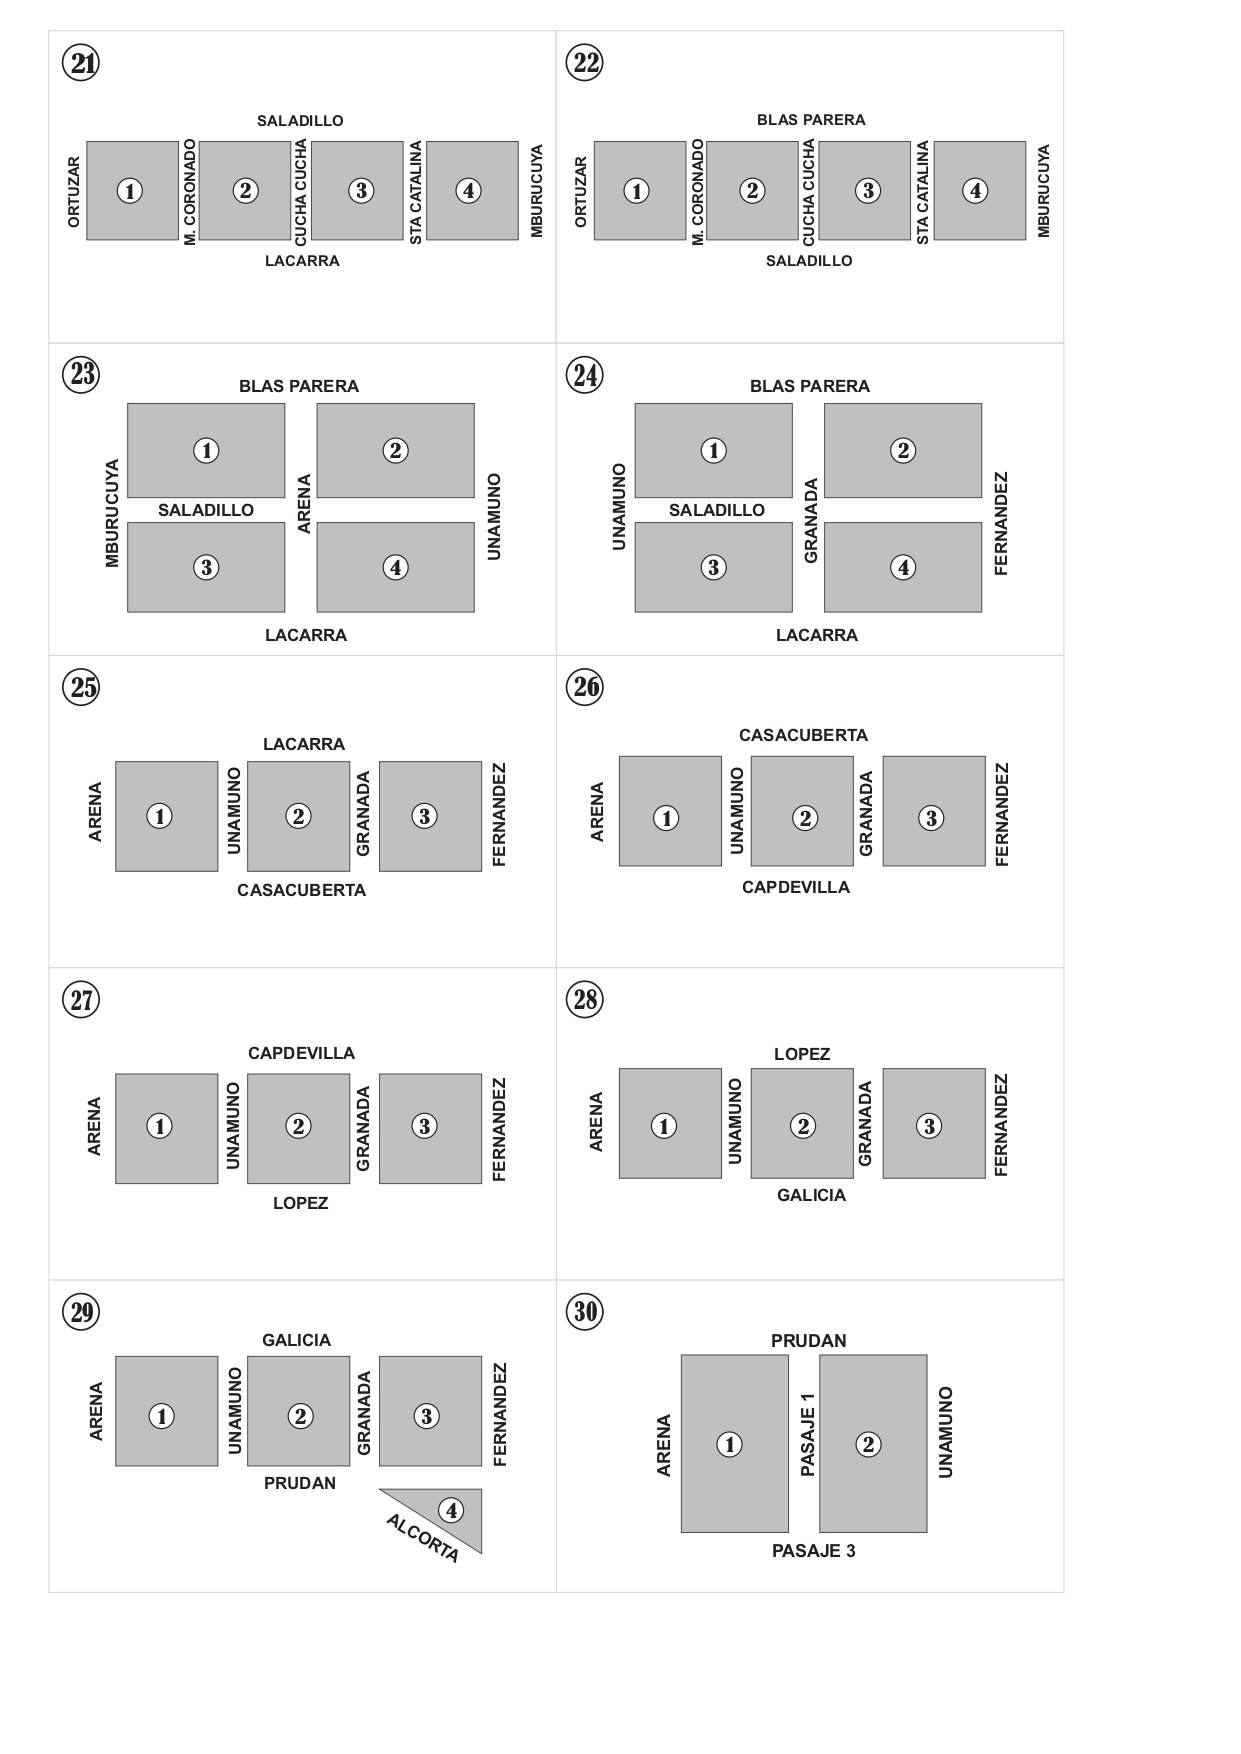 21
SALADILLO
ORTUZAR
1
M. CORONADO
2
CUCHA CUCHA
3
STA CATALINA
4
MBURUCUYA
LACARRA
22
BLAS PARERA
ORTUZAR
1
M. CORONADO
2
CUCHA CUCHA
3
STA CATALINA
4
MBURUCUYA
SALADILLO
23
BLAS PARERA
MBURUCUYA
1
2
SALADILLO
ARENA
UNAMUNO
3
4
LACARRA
24
BLAS PARERA
UNAMUNO
1
2
SALADILLO
GRANADA
FERNANDEZ
3
4
LACARRA
25
LACARRA
ARENA
1
UNAMUNO
2
GRANADA
3
FERNANDEZ
CASACUBERTA
26
CASACUBERTA
ARENA
1
UNAMUNO
2
GRANADA
3
FERNANDEZ
CAPDEVILLA
27
CAPDEVILLA
ARENA
1
UNAMUNO
2
GRANADA
3
FERNANDEZ
LOPEZ
28
LOPEZ
ARENA
1
UNAMUNO
2
GRANADA
3
FERNANDEZ
GALICIA
29
GALICIA
ARENA
1
UNAMUNO
2
GRANADA
3
FERNANDEZ
PRUDAN
4
ALCORTA
30
PRUDAN
ARENA
1
PASAJE 1
2
UNAMUNO
PASAJE 3